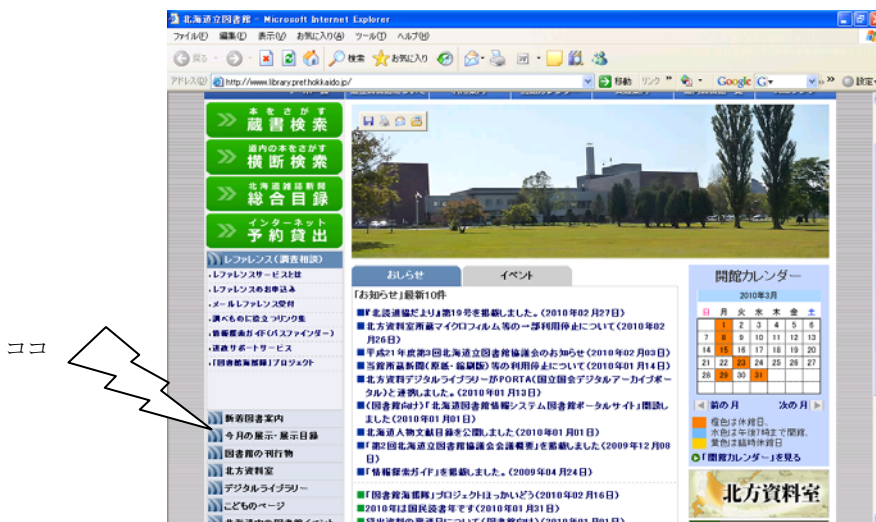 北海道立図書館 - Microsoft Internet Explorer
ファイル(F) 編集(E) 表示(V) お気に入り(A) ツール(T) ヘルプ(H)
戻る 検索 お気に入り
アドレス(D) http://www.library.pref.hokkaido.jp/ 移動 リンク Google 設定
本をさがす
蔵書検索
道内の本をさがす
横断検索
北海道雑誌新聞
総合目録
インターネット
予約貸出
レファレンス(調査相談)
・レファレンスサービスとは
・レファレンスのお申込み
・メールレファレンス受付
・調べものに役立つリンク集
・情報探索ガイド(パスファインダー)
・遠政サポートサービス
・「図書館海援隊」プロジェクト
ココ
新着図書案内
今月の展示・展示目録
図書館の刊行物
北方資料室
デジタルライブラリー
こどものページ
おしらせ イベント
「お知らせ」最新10件
■『北読進協だより』第19号を掲載しました。(2010年02月27日)
■北方資料室所蔵マイクロフィルム等の一部利用停止について(2010年02
月26日)
■平成21年度第3回北海道立図書館協議会のお知らせ(2010年02月03日)
■当館所蔵新聞(原紙・縮刷版)等の利用停止について(2010年01月14日)
■北方資料デジタルライブラリーがPORTA(国立国会デジタルアーカイブポー
タル)と連携しました。(2010年01月13日)
■(図書館向け)「北海道図書館情報システム図書館ポータルサイト」開設し
ました(2010年01月01日)
■北海道人物文献目録を公開しました(2010年01月01日)
■「第2回北海道立図書館協議会会議概要」を掲載しました。(2009年12月08
日)
■「情報探索ガイド」を掲載しました。(2009年04月24日)
■「図書館海援隊」プロジェクトほっかいどう(2010年02月16日)
■2010年は国民読書年です(2010年01月31日)
開館カレンダー
2010年3月
日 月 火 水 木 金 土
1 2 3 4 5 6
7 8 9 10 11 12 13
14 15 16 17 18 19 20
21 22 23 24 25 26 27
28 29 30 31
前の月 次の月
橙色は休館日、
水色は午後7時まで開館、
黄色は臨時休館日
「開館カレンダー」を見る
北方資料室